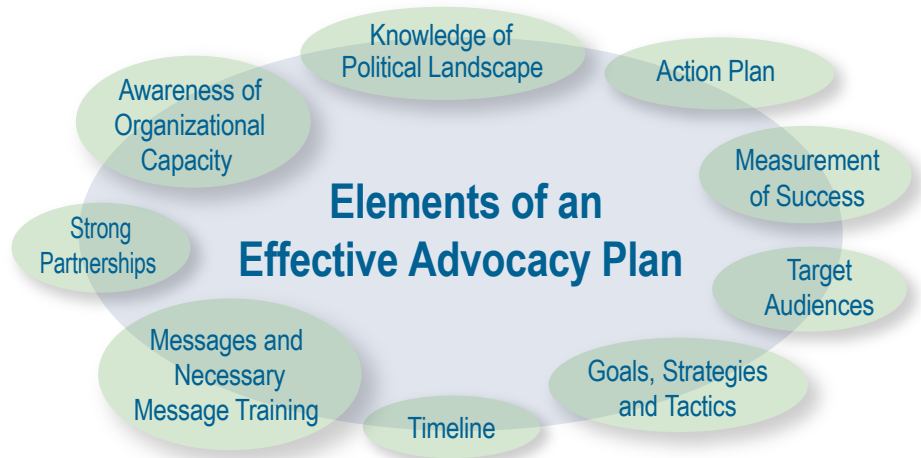 Knowledge of
Political Landscape
Action Plan
Awareness of
Organizational
Capacity
Measurement
of Success
Elements of an
Effective Advocacy Plan
Strong
Partnerships
Target
Audiences
Messages and
Necessary
Message Training
Goals, Strategies
and Tactics
Timeline